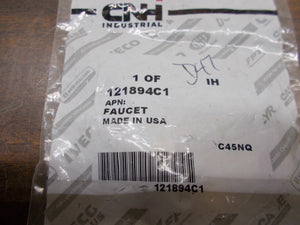 CNH
INDUSTRIAL
1 OF
IH
121894C1
APN:
FAUCET
MADE IN USA
C45NQ
121894C1